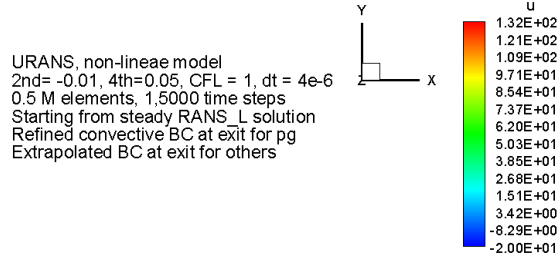 URANS, non-lineae model
2nd= -0.01, 4th=0.05, CFL = 1, dt = 4e-6
0.5 M elements, 1,5000 time steps
Starting from steady RANS_L solution
Refined convective BC at exit for pg
Extrapolated BC at exit for others
Y
Z
X
u
1.32E+02
1.21E+02
1.09E+02
9.71E+01
8.54E+01
7.37E+01
6.20E+01
5.03E+01
3.85E+01
2.68E+01
1.51E+01
3.42E+00
-8.29E+00
-2.00E+01